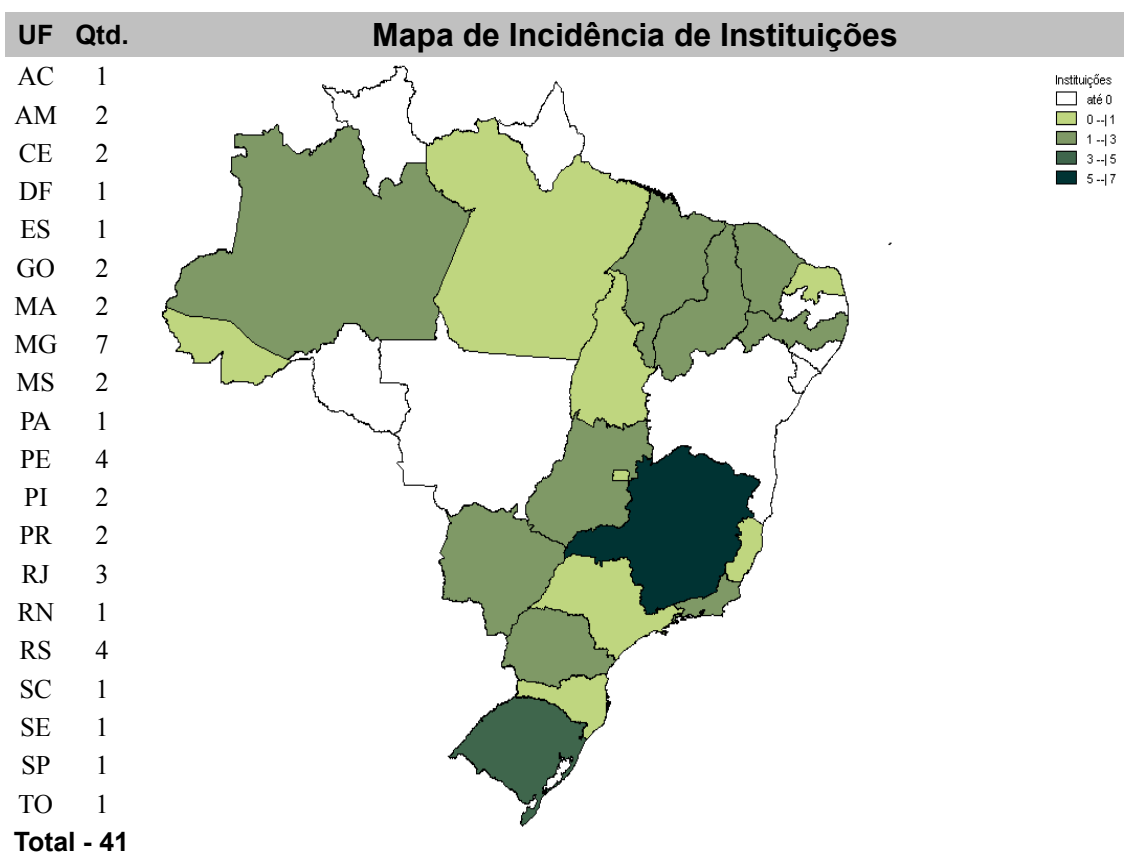 UF Qtd. Mapa de Incidência de Instituições
AC 1
AM 2
CE 2
DF 1
ES 1
GO 2
MA 2
MG 7
MS 2
PA 1
PE 4
PI 2
PR 2
RJ 3
RN 1
RS 4
SC 1
SE 1
SP 1
TO 1
Total - 41
Instituições
até 0
0 --| 1
1 --| 3
3 --| 5
5 --| 7